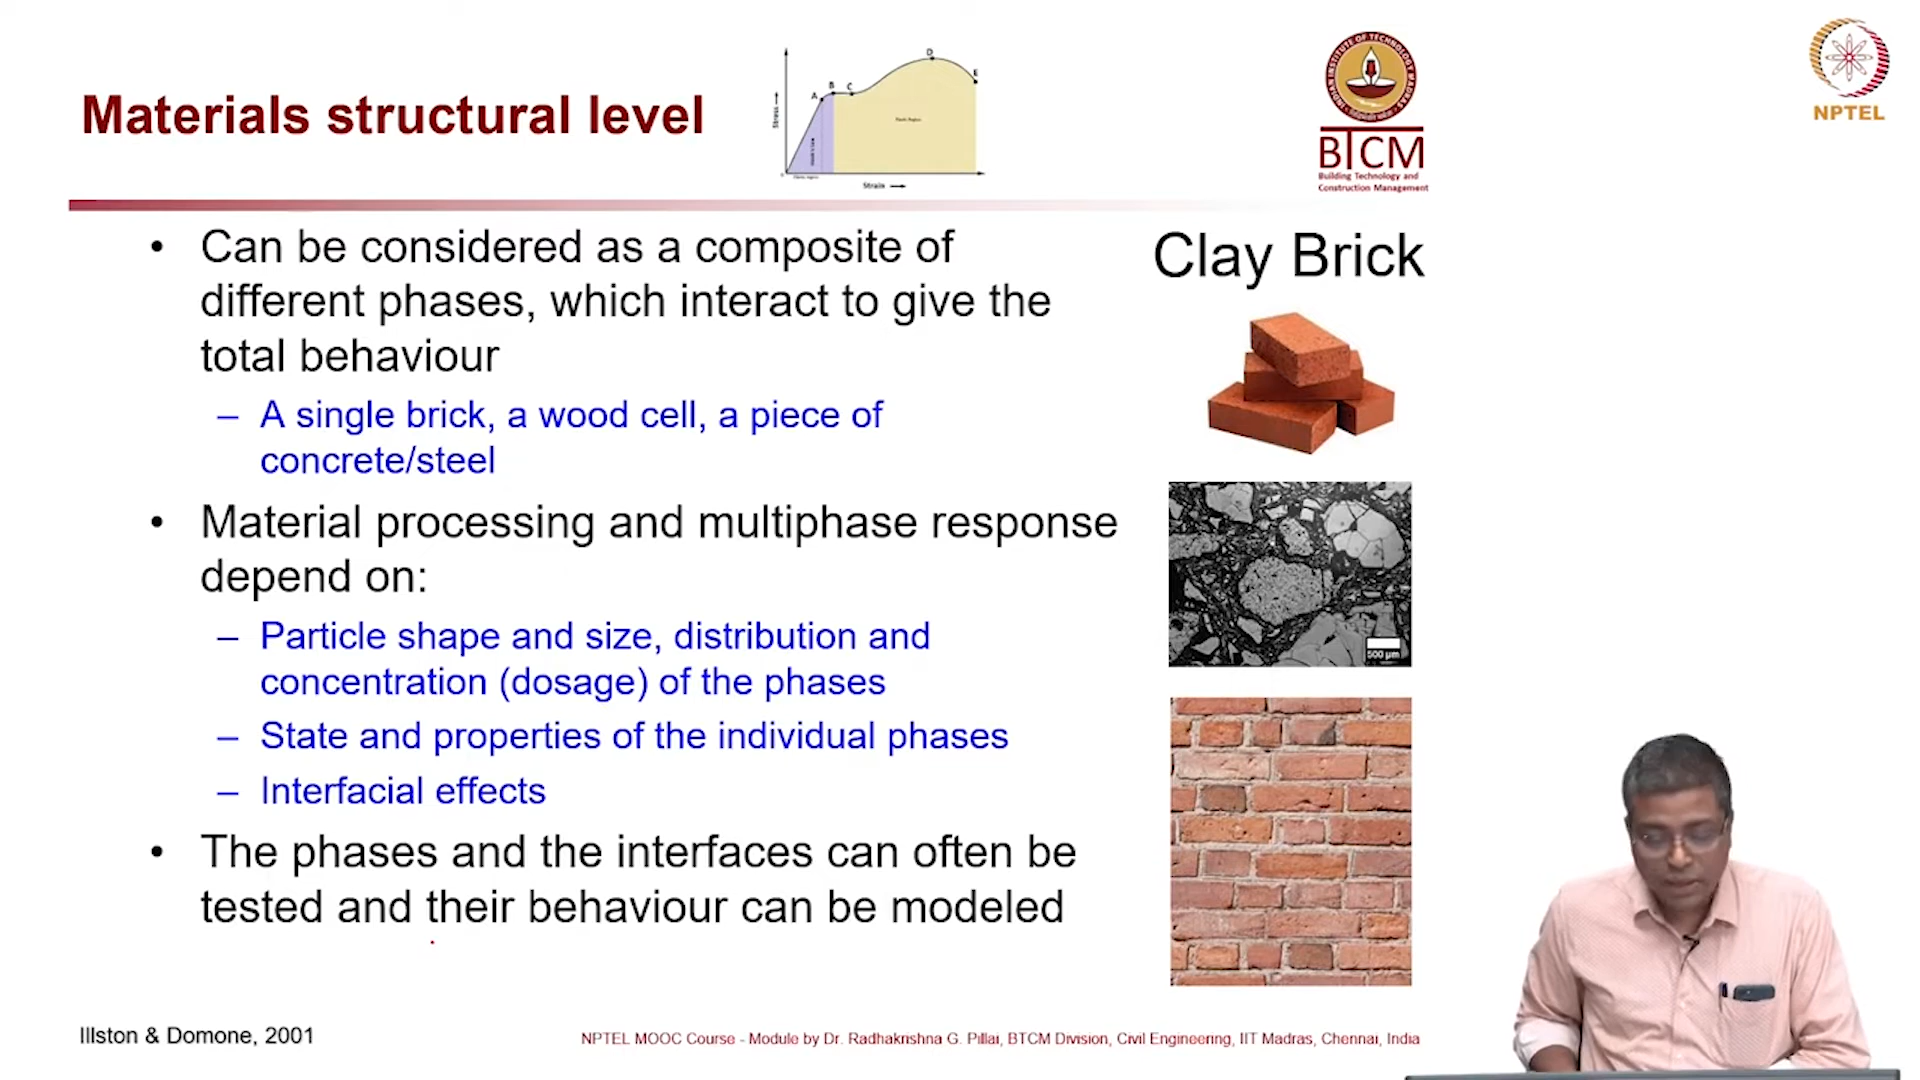 Materials structural level
Stress
A
B
C
D
E
Plastic Region
Strain
BTCM
Building Technology and
Construction Management
NPTEL
• Can be considered as a composite of
different phases, which interact to give the
total behaviour
– A single brick, a wood cell, a piece of
concrete/steel
• Material processing and multiphase response
depend on:
– Particle shape and size, distribution and
concentration (dosage) of the phases
– State and properties of the individual phases
– Interfacial effects
• The phases and the interfaces can often be
tested and their behaviour can be modeled
Clay Brick
500 µm
Illston & Domone, 2001
NPTEL MOOC Course - Module by Dr. Radhakrishna G. Pillai, BTCM Division, Civil Engineering, IIT Madras, Chennai, India